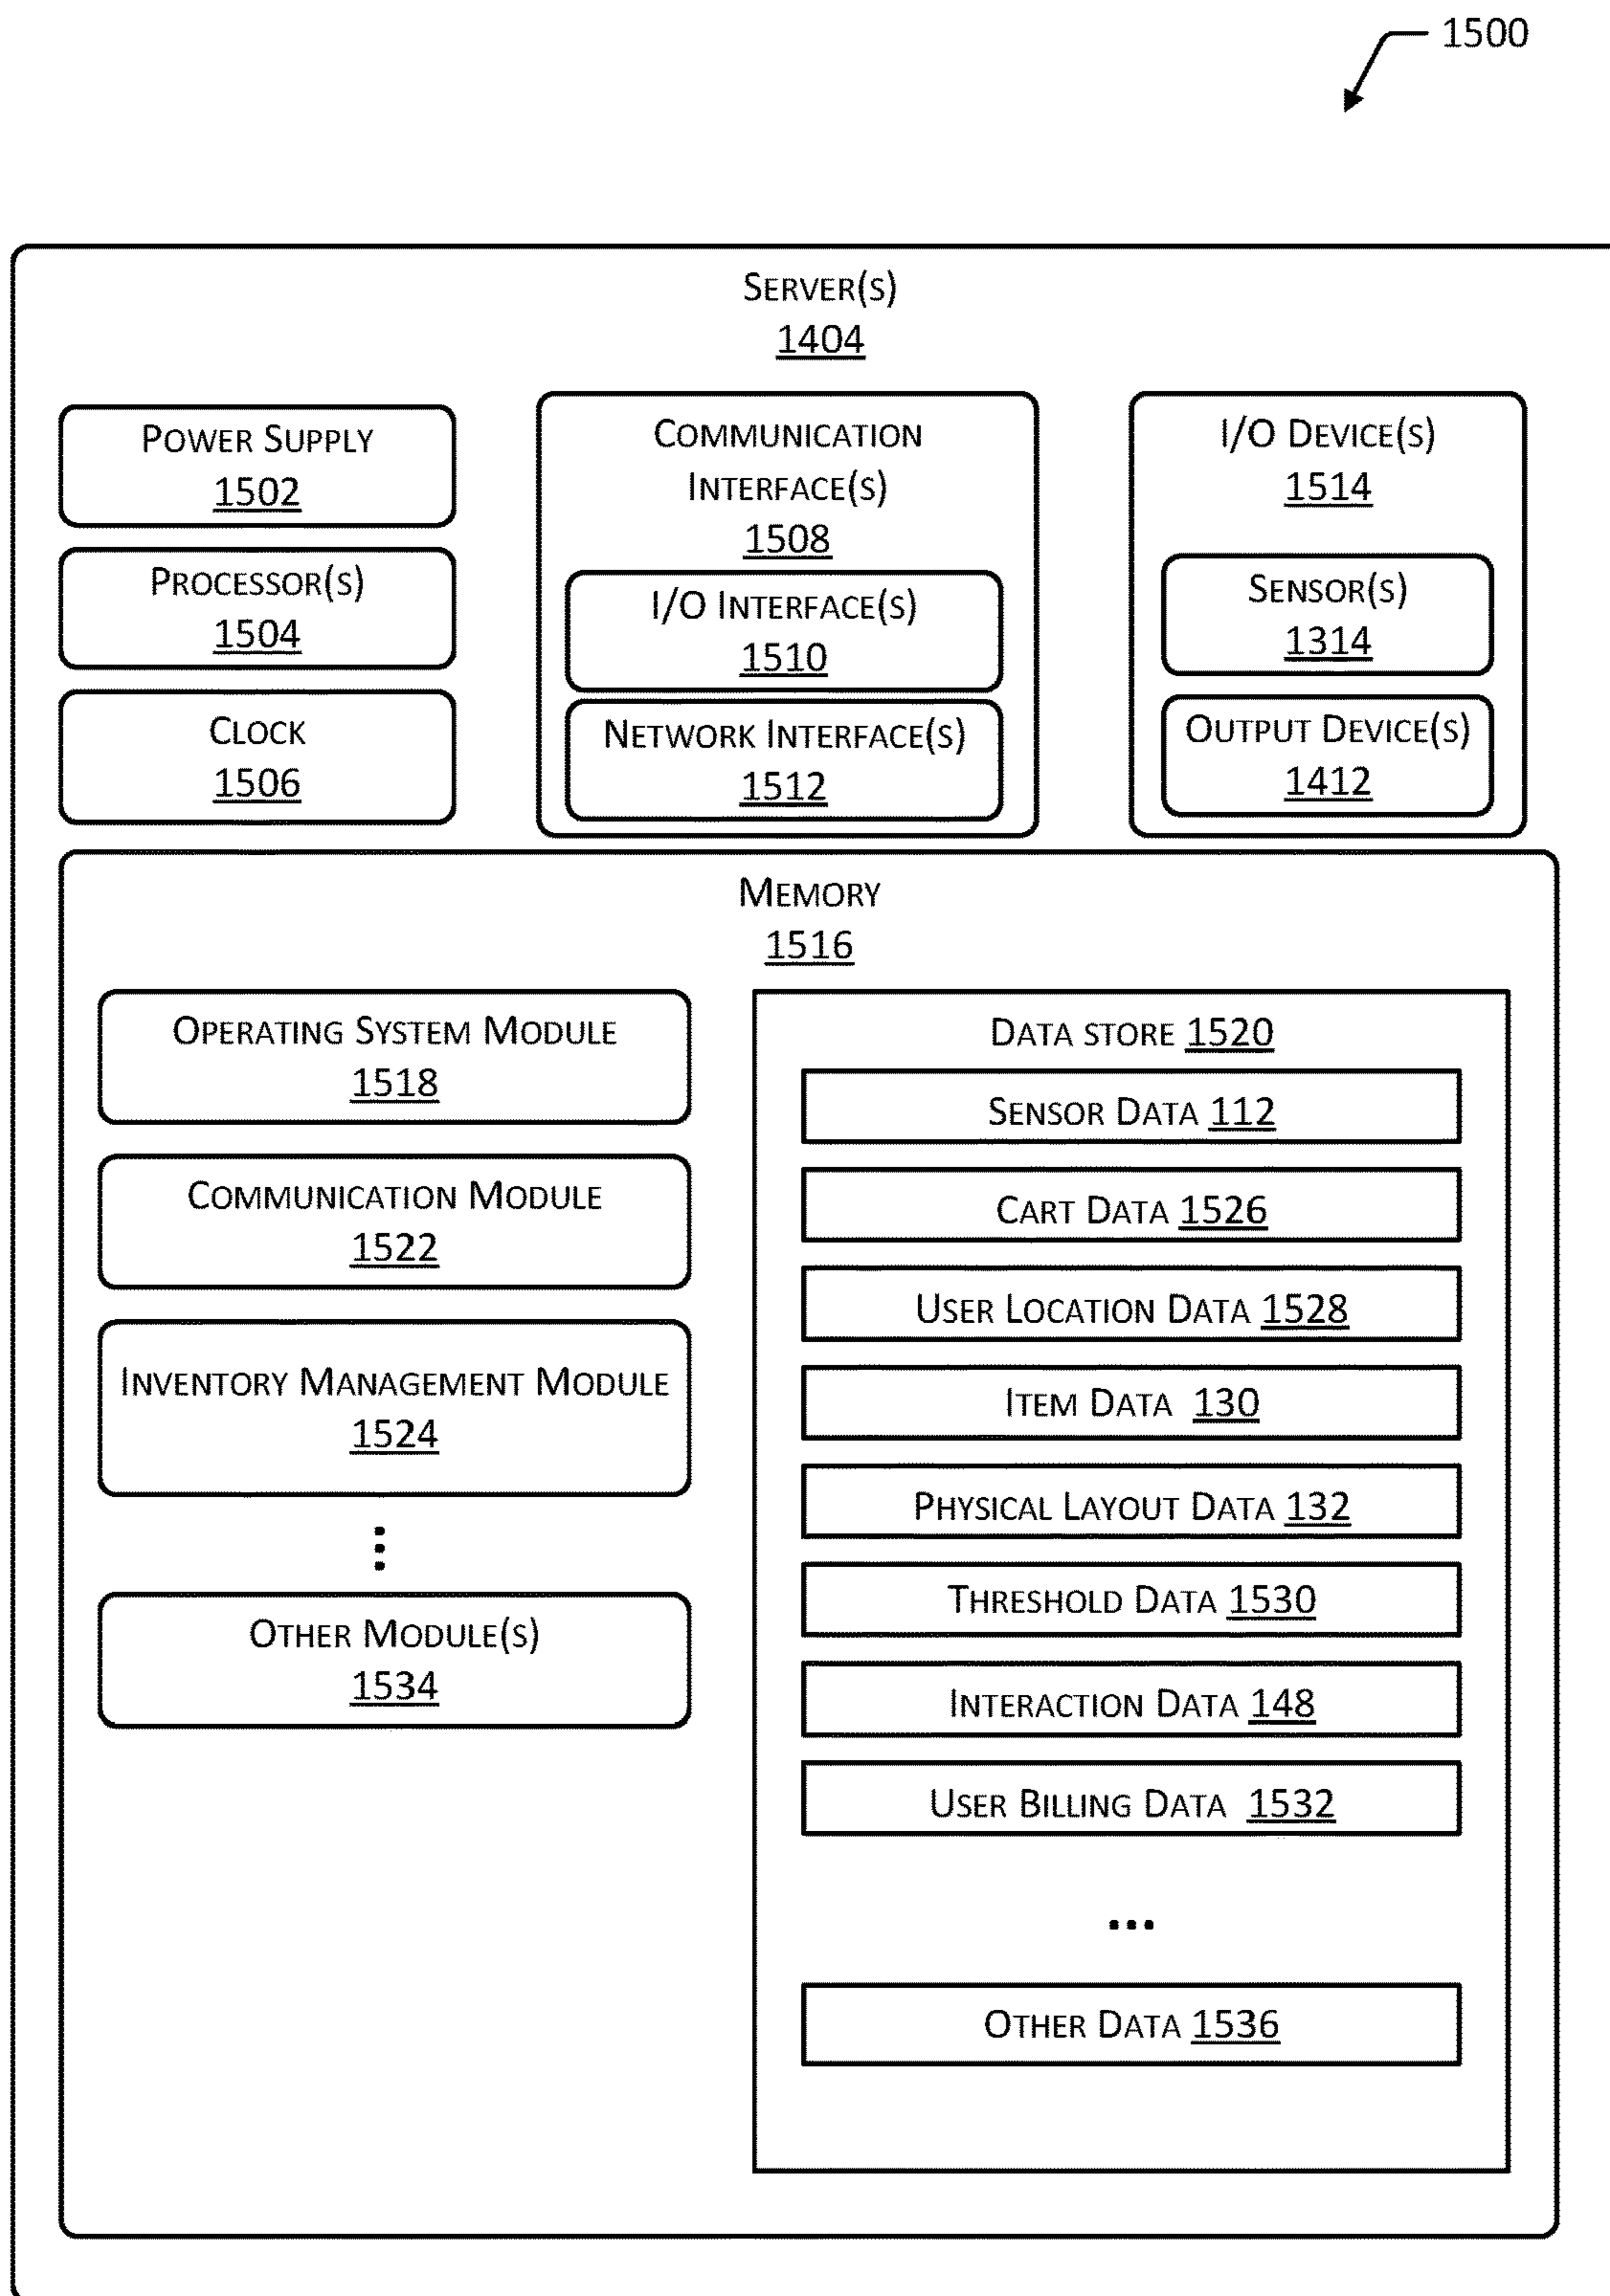 1500
Server(s)
1404
Power Supply
1502
Processor(s)
1504
Clock
1506
Communication
Interface(s)
1508
I/O Interface(s)
1510
Network Interface(s)
1512
I/O Device(s)
1514
Sensor(s)
1314
Output Device(s)
1412
Memory
1516
Operating System Module
1518
Communication Module
1522
Inventory Management Module
1524
⋮
Other Module(s)
1534
Data store 1520
Sensor Data 112
Cart Data 1526
User Location Data 1528
Item Data 130
Physical Layout Data 132
Threshold Data 1530
Interaction Data 148
User Billing Data 1532
...
Other Data 1536